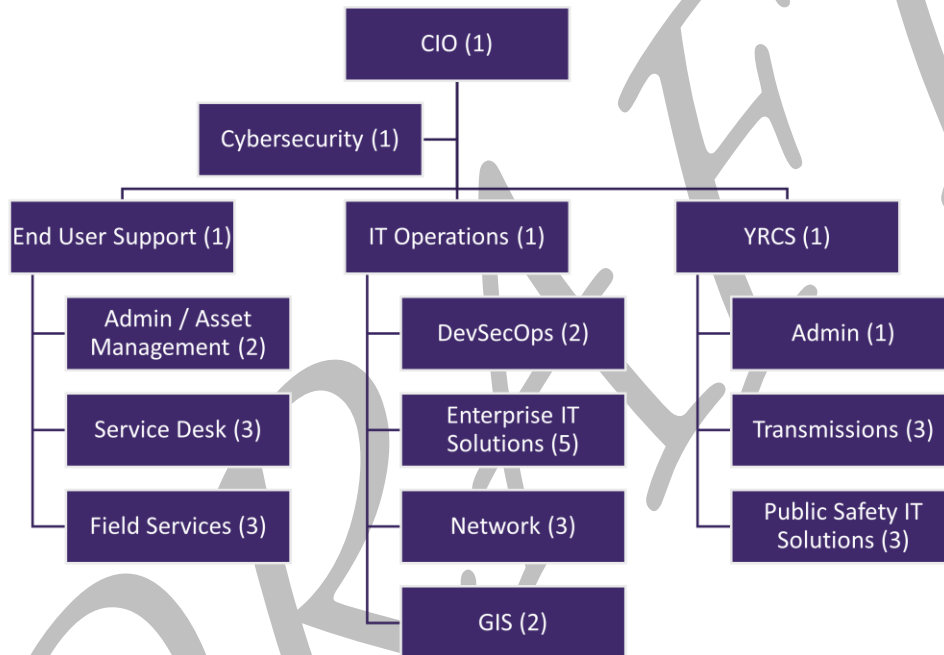 CIO (1)
Cybersecurity (1)
End User Support (1)
Admin / Asset
Management (2)
Service Desk (3)
Field Services (3)
IT Operations (1)
DevSecOps (2)
Enterprise IT
Solutions (5)
Network (3)
GIS (2)
YRCS (1)
Admin (1)
Transmissions (3)
Public Safety IT
Solutions (3)